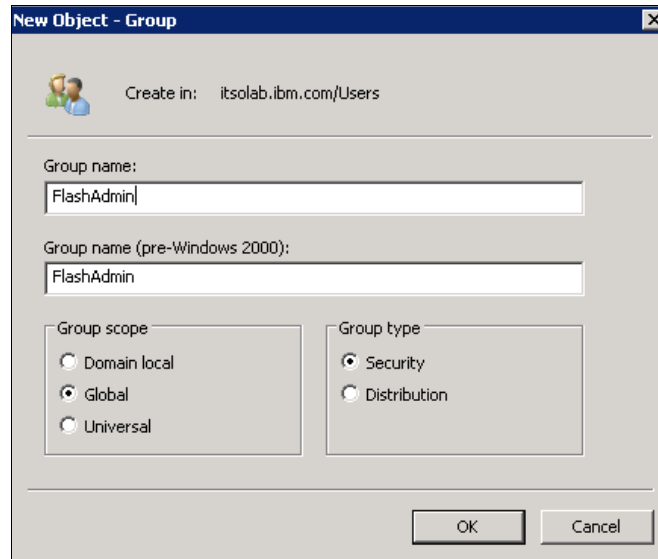 New Object - Group
Create in: itsolab.ibm.com/Users
Group name:
FlashAdmin
Group name (pre-Windows 2000):
FlashAdmin
Group scope
Domain local
Global
Universal
Group type
Security
Distribution
OK
Cancel